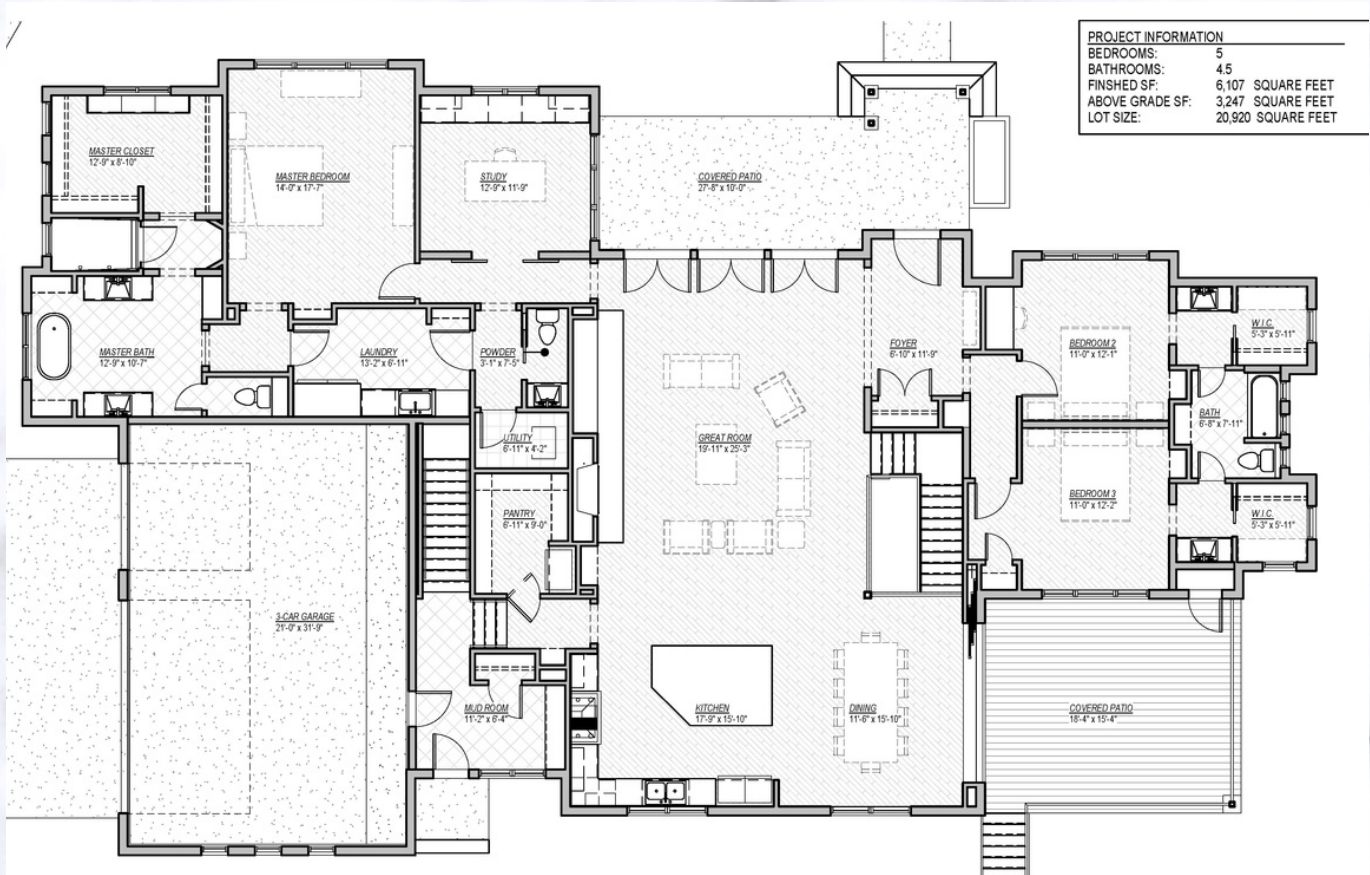 PROJECT INFORMATION
BEDROOMS: 5
BATHROOMS: 4.5
FINSHED SF: 6,107 SQUARE FEET
ABOVE GRADE SF: 3,247 SQUARE FEET
LOT SIZE: 20,920 SQUARE FEET
MASTER CLOSET
12'-9" x 8'-10"
MASTER BEDROOM
14'-0" x 17'-7"
STUDY
12'-9" x 11'-9"
COVERED PATIO
27'-8" x 10'-0"
MASTER BATH
12'-9" x 10'-7"
LAUNDRY
13'-2" x 6'-11"
POWDER
3'-1" x 7'-5"
FOYER
6'-10" x 11'-9"
BEDROOM 2
11'-0" x 12'-1"
W.I.C.
5'-3" x 5'-11"
UTILITY
6'-11" x 4'-2"
GREAT ROOM
19'-11" x 25'-3"
BATH
6'-8" x 7'-11"
PANTRY
6'-11" x 9'-0"
BEDROOM 3
11'-0" x 12'-2"
W.I.C.
5'-3" x 5'-11"
3-CAR GARAGE
21'-0" x 31'-9"
MUD ROOM
11'-2" x 6'-4"
KITCHEN
17'-9" x 15'-10"
DINING
11'-6" x 15'-10"
COVERED PATIO
18'-4" x 15'-4"